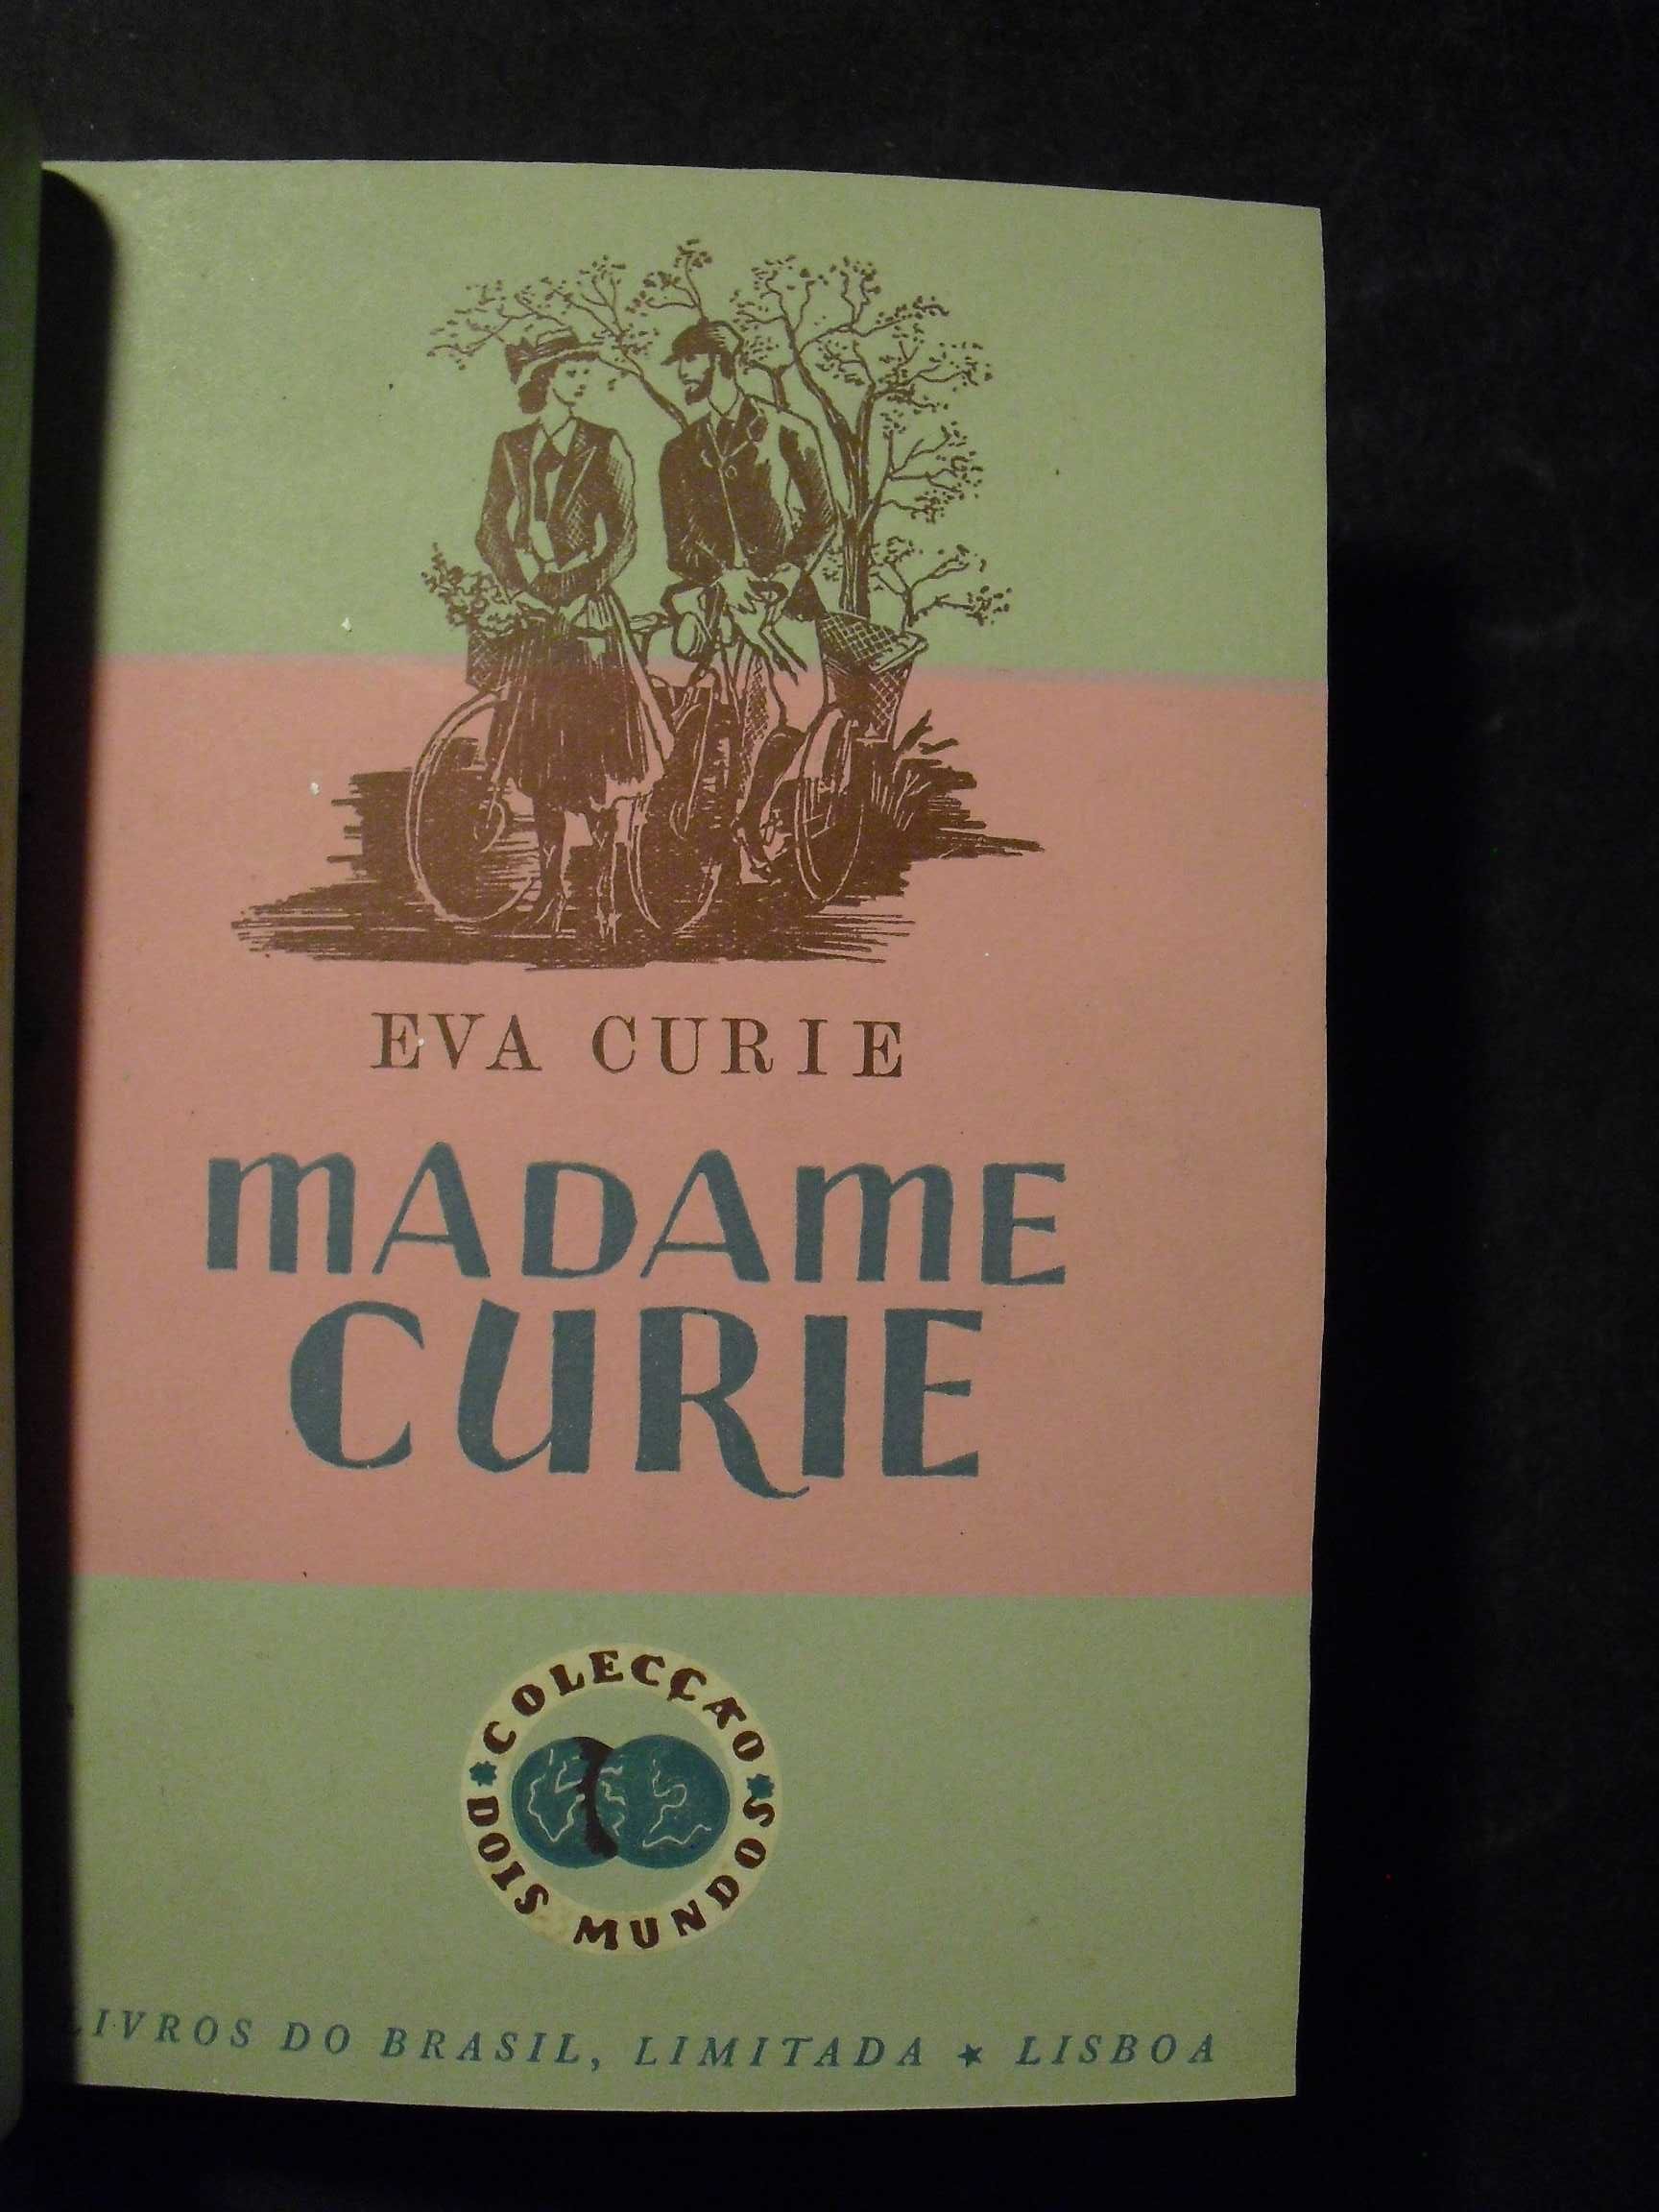 EVA CURIE
MADAME
CURIE
COLECÇÃO
DOIS MUNDOS
LIVROS DO BRASIL, LIMITADA ★ LISBOA